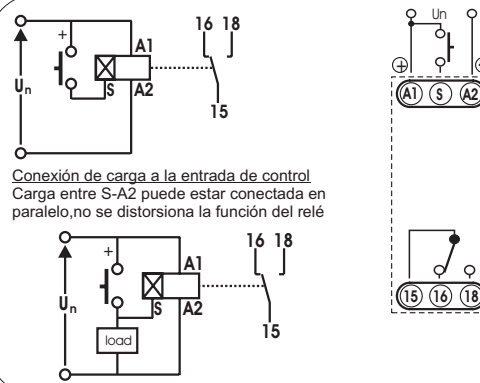 16 18
+
A1
Un
S A2
15
Conexión de carga a la entrada de control
Carga entre S-A2 puede estar conectada en
paralelo,no se distorsiona la función del relé
16 18
+
A1
Un
S A2
15
load
Un
+
A1 S A2
15 16 18